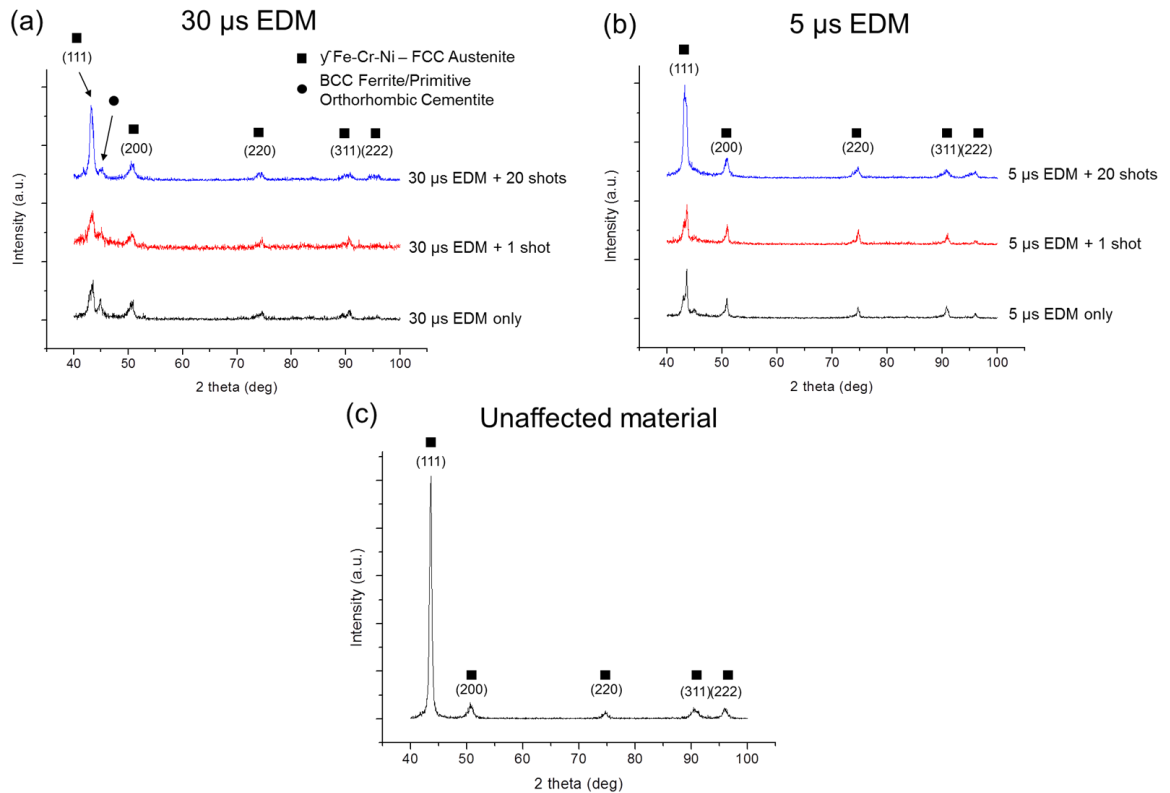 (a)
30 µs EDM
(111)
yˉFe-Cr-Ni – FCC Austenite
BCC Ferrite/Primitive
Orthorhombic Cementite
(200)
(220)
(311)(222)
30 µs EDM + 20 shots
30 µs EDM + 1 shot
30 µs EDM only
Intensity (a.u.)
40 50 60 70 80 90 100
2 theta (deg)
(b)
5 µs EDM
(111)
(200)
(220)
(311)(222)
5 µs EDM + 20 shots
5 µs EDM + 1 shot
5 µs EDM only
Intensity (a.u.)
40 50 60 70 80 90 100
2 theta (deg)
(c)
Unaffected material
(111)
(200)
(220)
(311)(222)
Intensity (a.u.)
40 50 60 70 80 90 100
2 theta (deg)